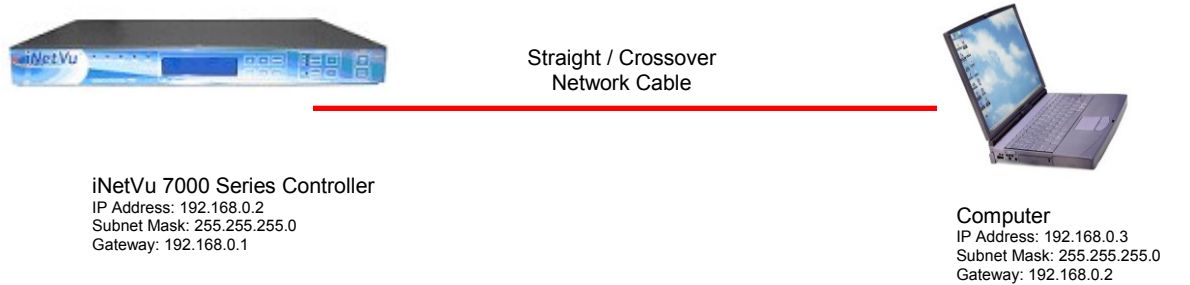 iNetVu
Straight / Crossover
Network Cable
iNetVu 7000 Series Controller
IP Address: 192.168.0.2
Subnet Mask: 255.255.255.0
Gateway: 192.168.0.1
Computer
IP Address: 192.168.0.3
Subnet Mask: 255.255.255.0
Gateway: 192.168.0.2